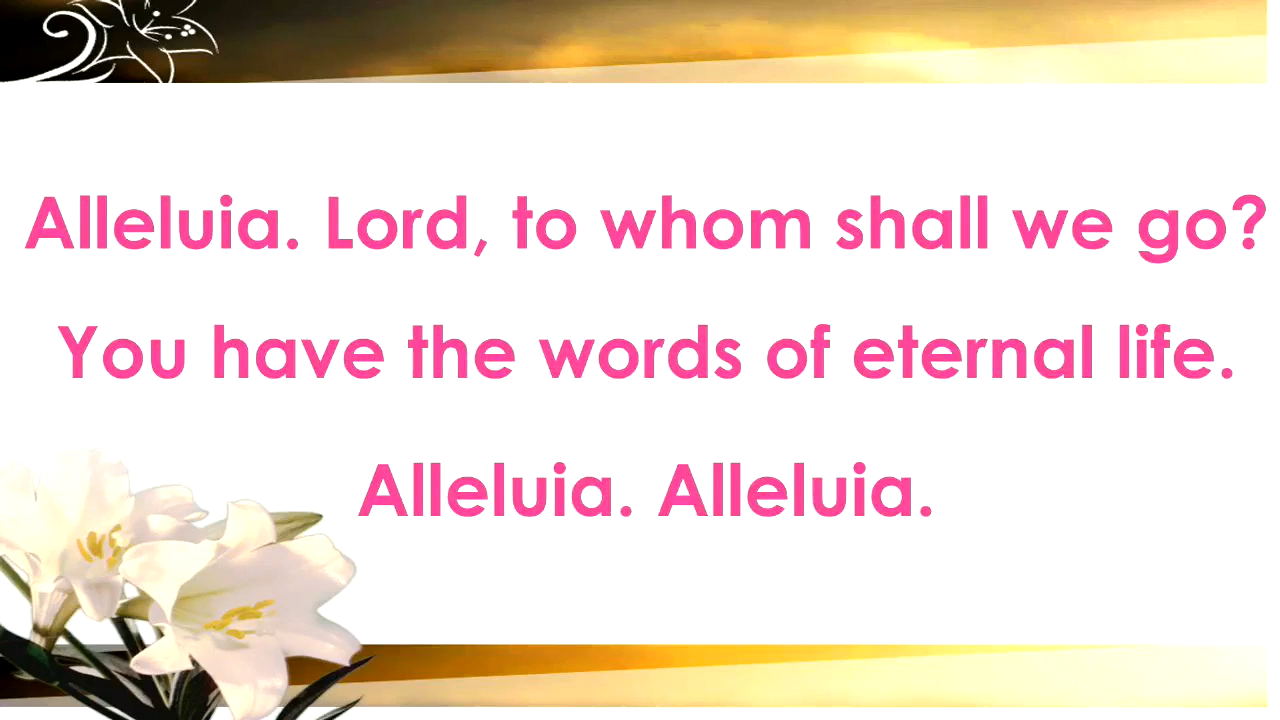 Alleluia. Lord, to whom shall we go?
You have the words of eternal life.
Alleluia. Alleluia.